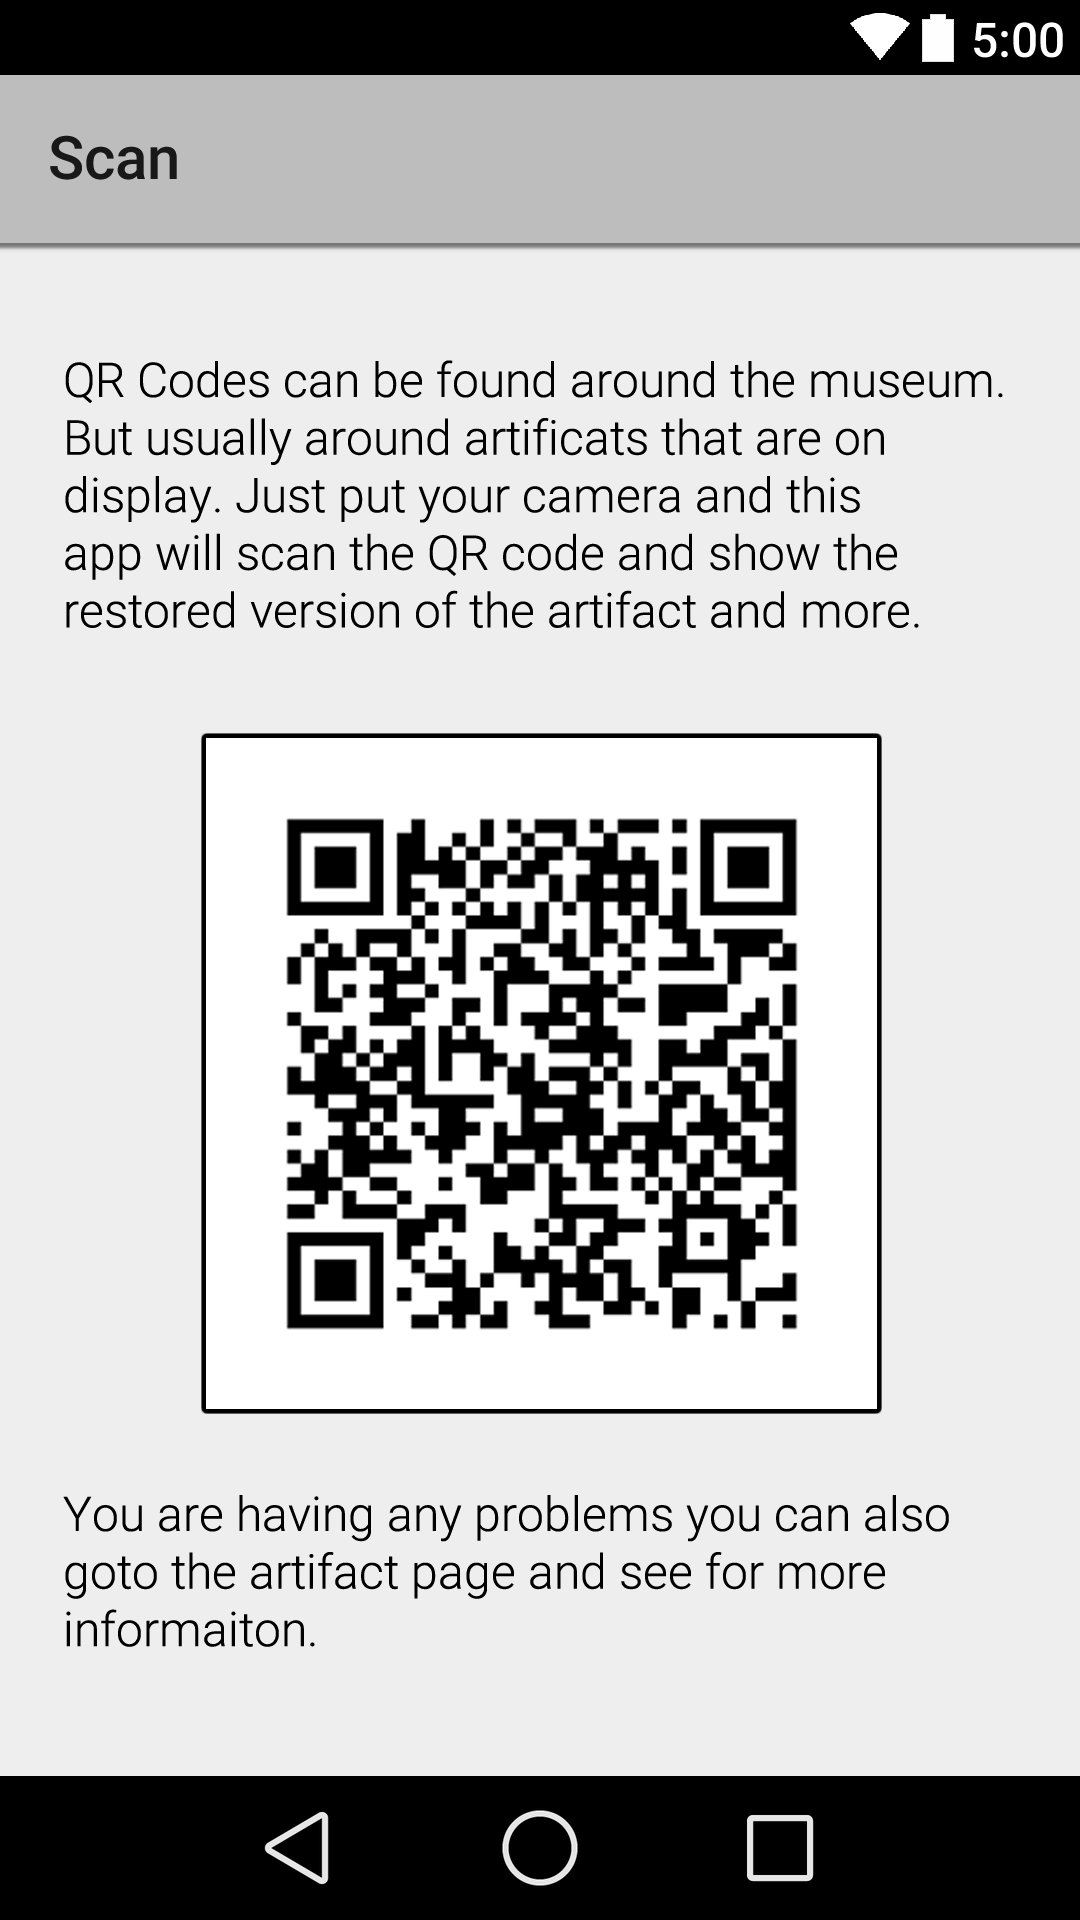 5:00
Scan
QR Codes can be found around the museum.
But usually around artificats that are on
display. Just put your camera and this
app will scan the QR code and show the
restored version of the artifact and more.
You are having any problems you can also
goto the artifact page and see for more
informaiton.